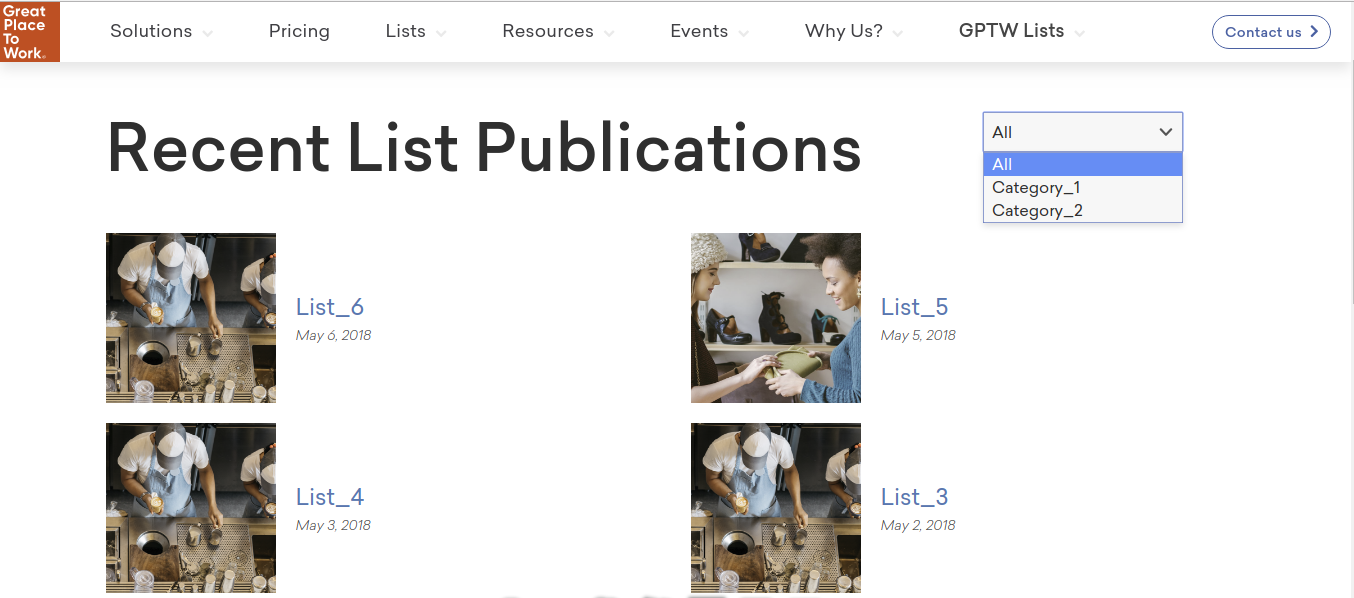 Great
Place
To
Work.
Solutions
Pricing
Lists
Resources
Events
Why Us?
GPTW Lists
Contact us
Recent List Publications
All
All
Category_1
Category_2
List_6
May 6, 2018
List_5
May 5, 2018
List_4
May 3, 2018
List_3
May 2, 2018